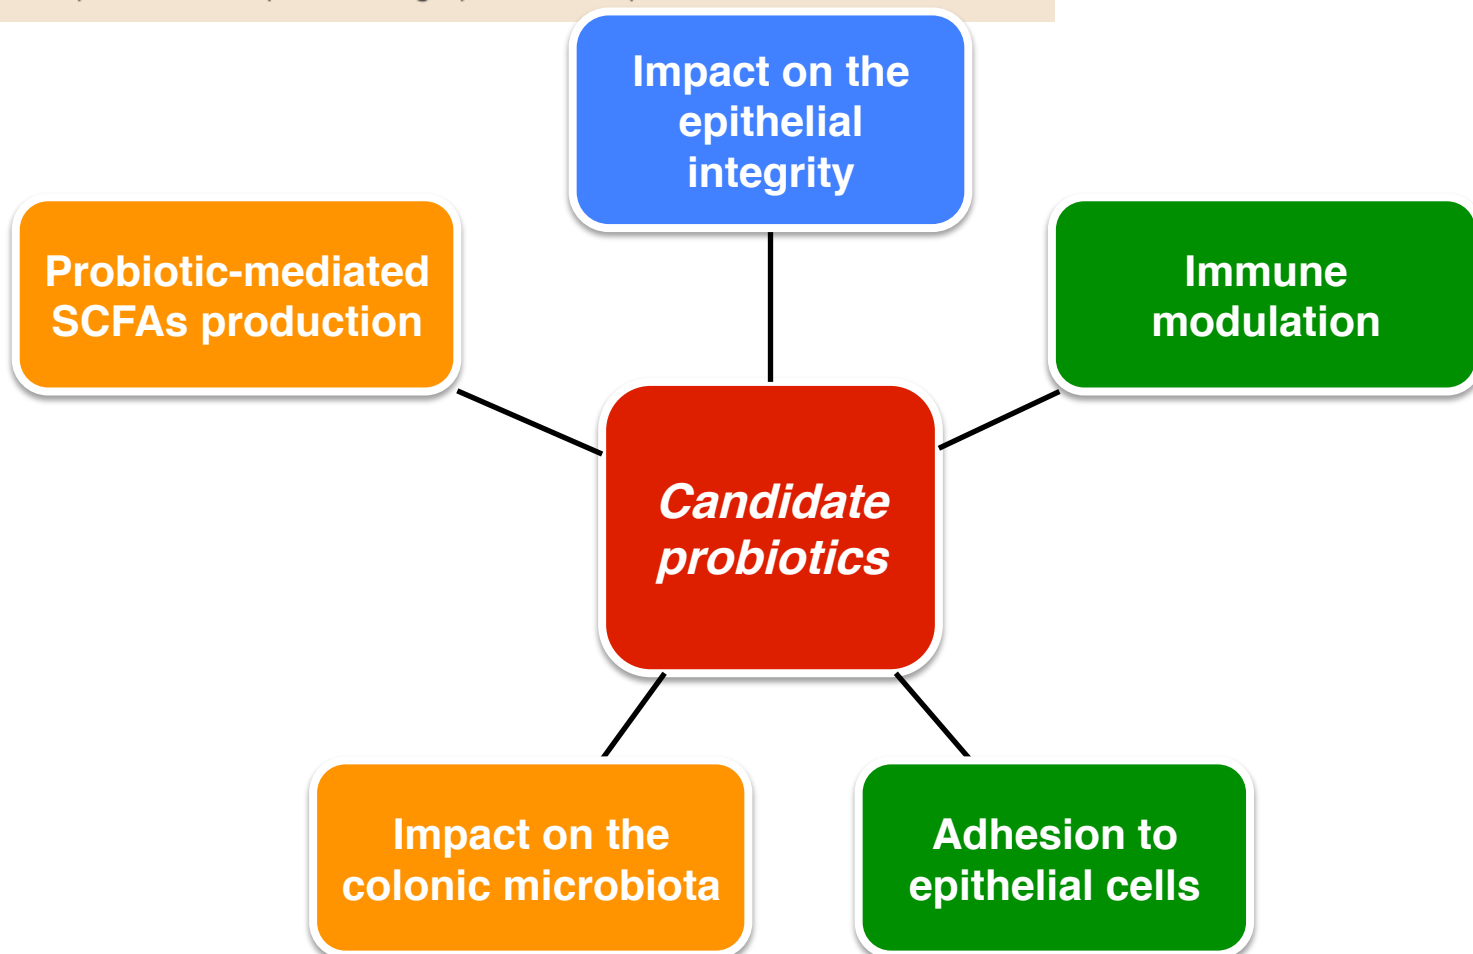 Impact on the
epithelial
integrity
Probiotic-mediated
SCFAs production
Immune
modulation
Candidate
probiotics
Impact on the
colonic microbiota
Adhesion to
epithelial cells